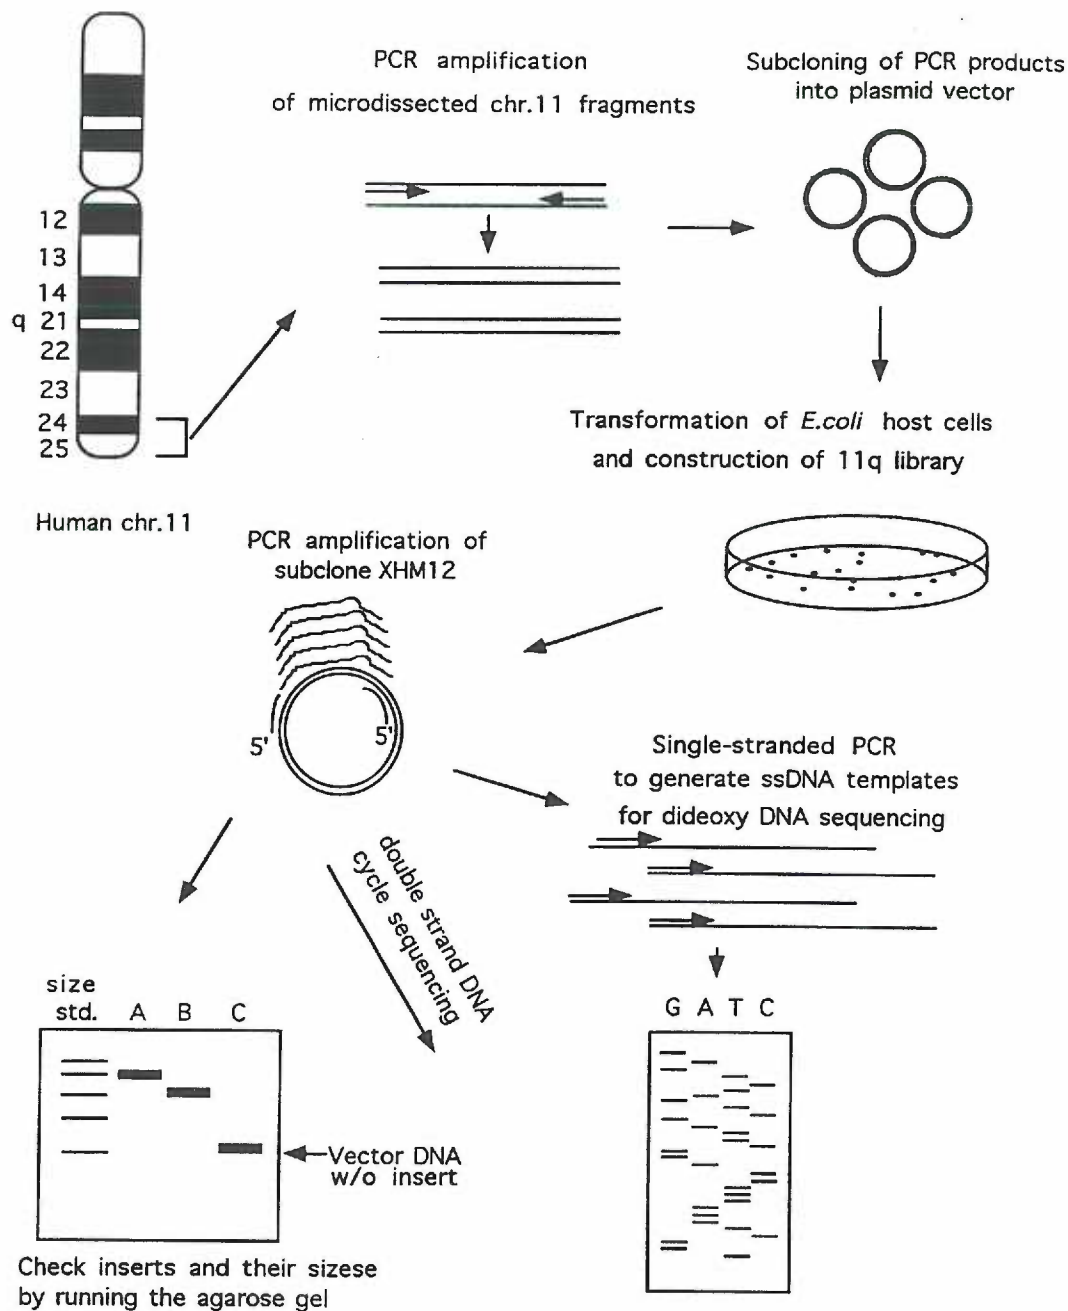 PCR amplification
of microdissected chr.11 fragments
Subcloning of PCR products
into plasmid vector
12
13
14
q 21
22
23
24
25
Human chr.11
Transformation of E.coli host cells
and construction of 11q library
PCR amplification of
subclone XHM12
5'
5'
Single-stranded PCR
to generate ssDNA templates
for dideoxy DNA sequencing
double strand DNA
cycle sequencing
size
std. A B C
Vector DNA
w/o insert
G A T C
Check inserts and their sizese
by running the agarose gel